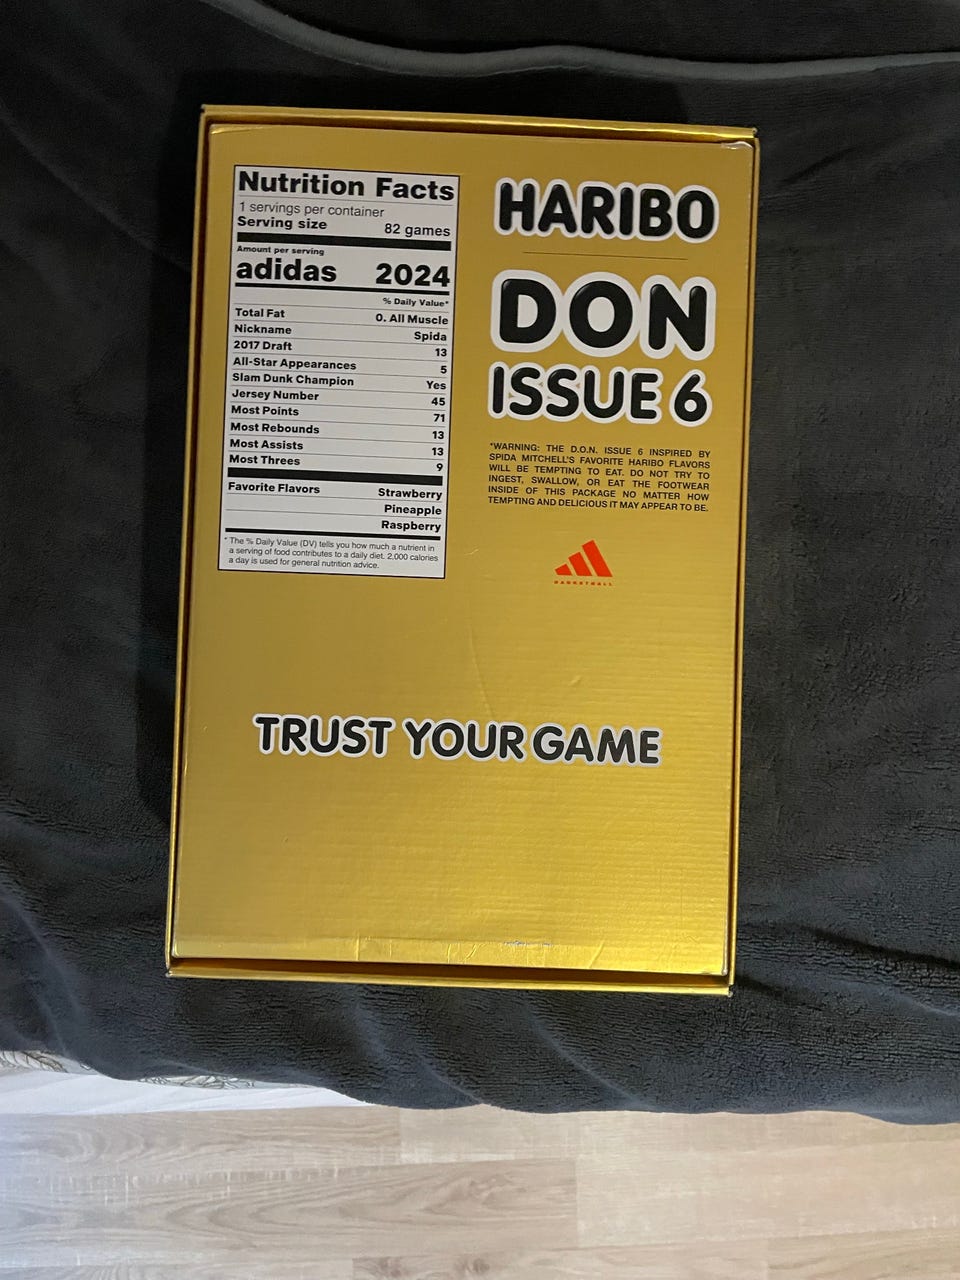 Nutrition Facts
1 servings per container
Serving size 82 games
Amount per serving
adidas 2024
% Daily Value*
Total Fat 0. All Muscle
Nickname Spida
2017 Draft 13
All-Star Appearances 5
Slam Dunk Champion Yes
Jersey Number 45
Most Points 71
Most Rebounds 13
Most Assists 13
Most Threes 9
Favorite Flavors Strawberry
Pineapple
Raspberry
* The % Daily Value (DV) tells you how much a nutrient in
a serving of food contributes to a daily diet. 2,000 calories
a day is used for general nutrition advice.
HARIBO
DON
ISSUE 6
*WARNING: THE D.O.N. ISSUE 6 INSPIRED BY
SPIDA MITCHELL'S FAVORITE HARIBO FLAVORS
WILL BE TEMPTING TO EAT. DO NOT TRY TO
INGEST, SWALLOW, OR EAT THE FOOTWEAR
INSIDE OF THIS PACKAGE NO MATTER HOW
TEMPTING AND DELICIOUS IT MAY APPEAR TO BE.
BASKETBALL
TRUST YOUR GAME